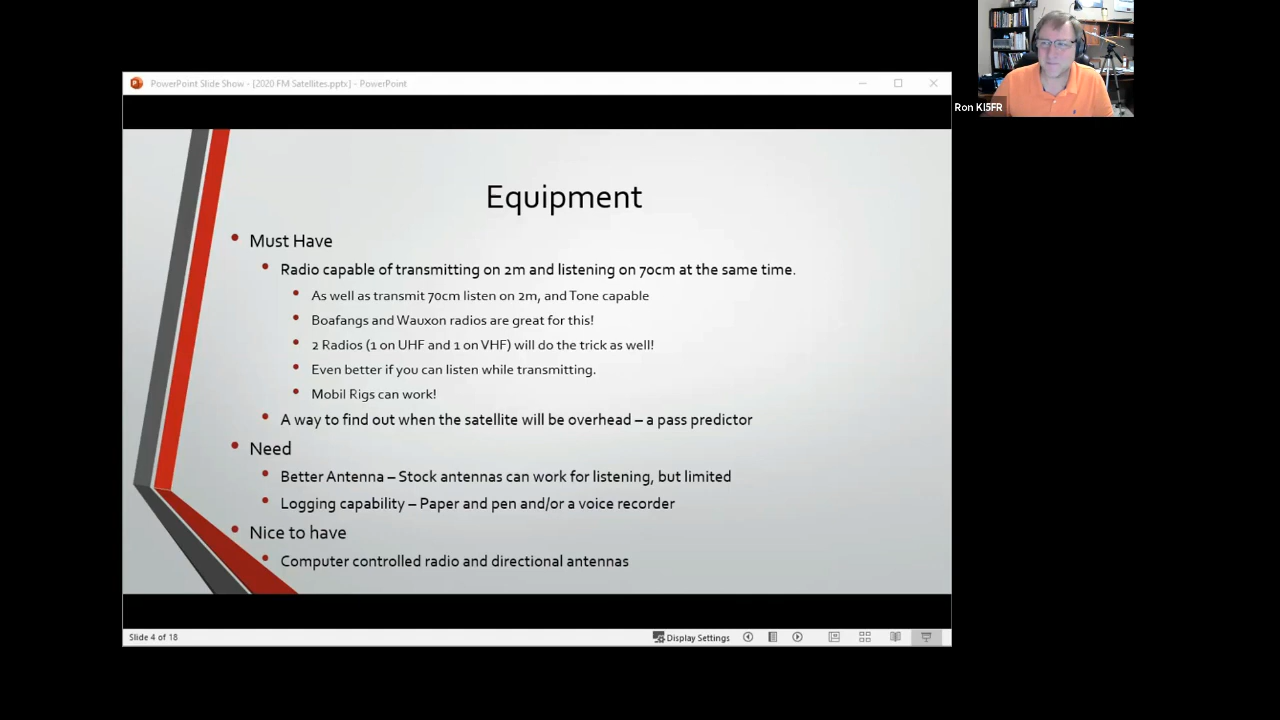 PowerPoint Slide Show - [2020 FM Satellites.pptx] - PowerPoint
Ron KI5FR
Equipment
Must Have
Radio capable of transmitting on 2m and listening on 70cm at the same time.
As well as transmit 70cm listen on 2m, and Tone capable
Boafangs and Wauxon radios are great for this!
2 Radios (1 on UHF and 1 on VHF) will do the trick as well!
Even better if you can listen while transmitting.
Mobil Rigs can work!
A way to find out when the satellite will be overhead – a pass predictor
Need
Better Antenna – Stock antennas can work for listening, but limited
Logging capability – Paper and pen and/or a voice recorder
Nice to have
Computer controlled radio and directional antennas
Slide 4 of 18
Display Settings